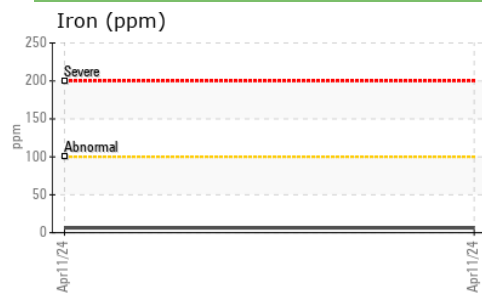 Iron (ppm)
250
Severe
200
150
ppm
Abnormal
100
50
0
Apr11/24
Apr11/24